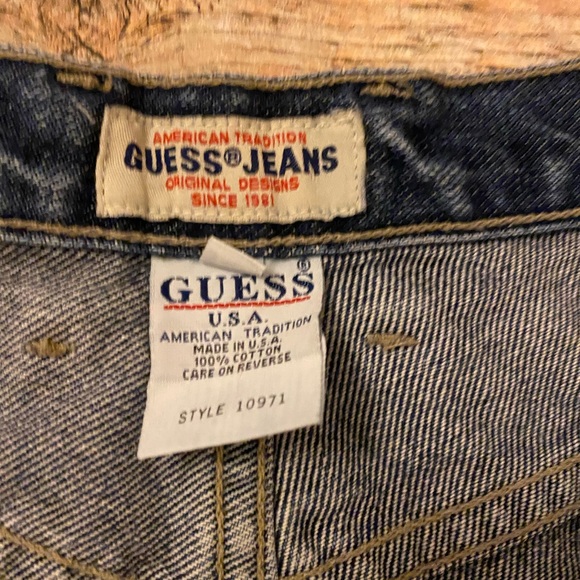 AMERICAN TRADITION
GUESS® JEANS
ORIGINAL DESIGNS
SINCE 1981
GUESS®
U.S.A.
AMERICAN TRADITION
MADE IN U.S.A.
100% COTTON
CARE ON REVERSE
STYLE 10971